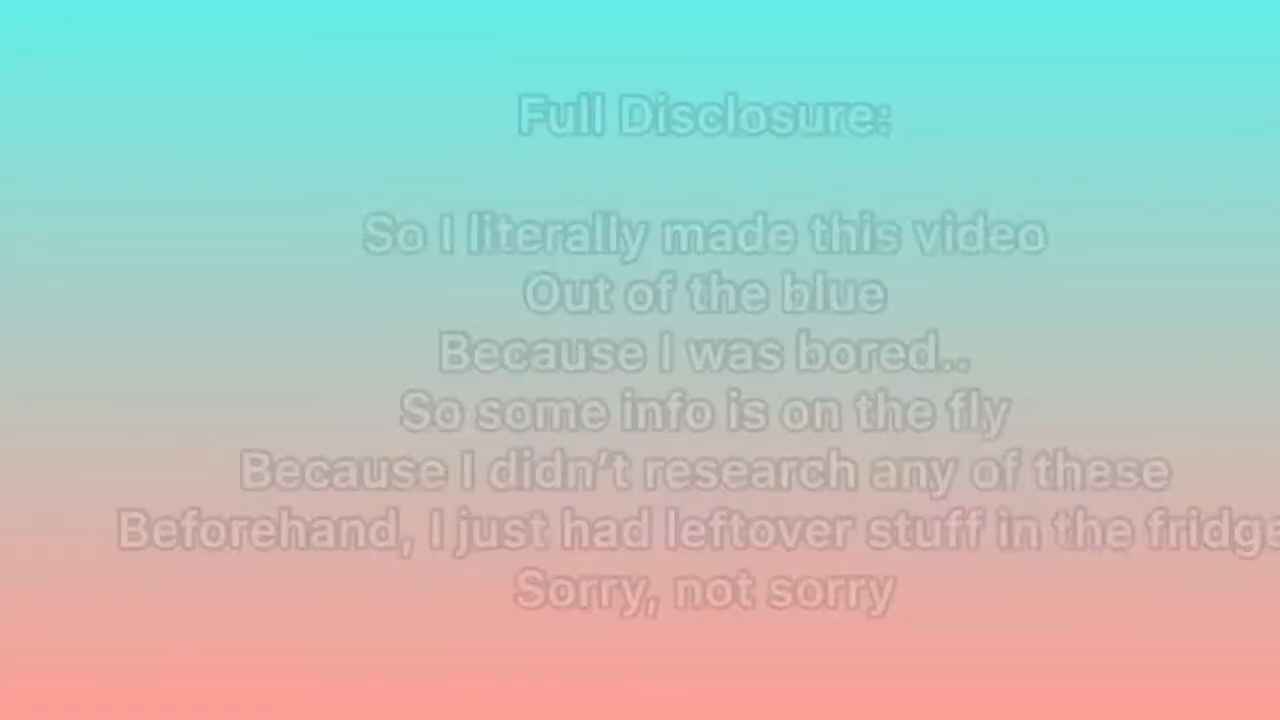 Full Disclosure:
So I literally made this video
Out of the blue
Because I was bored..
So some info is on the fly
Because I didn't research any of these
Beforehand, I just had leftover stuff in the fridge
Sorry, not sorry